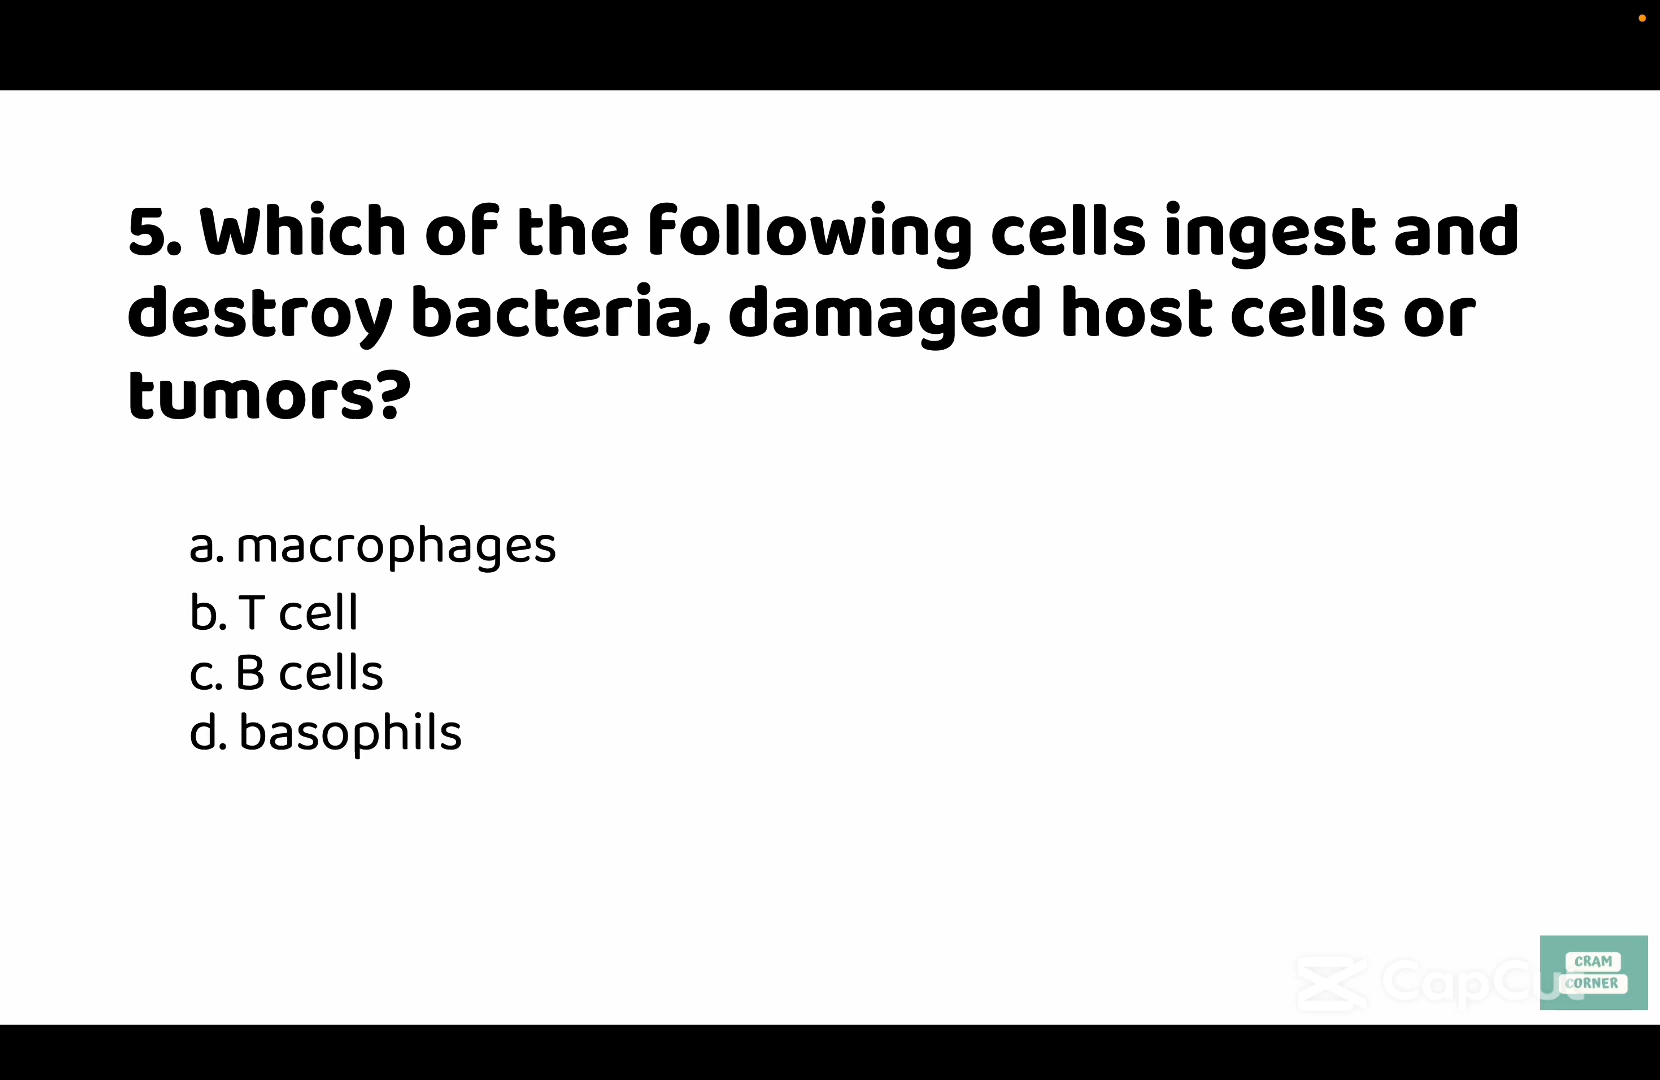 5. Which of the following cells ingest and
destroy bacteria, damaged host cells or
tumors?
a. macrophages
b. T cell
c. B cells
d. basophils
CapCut
CRAM
CORNER